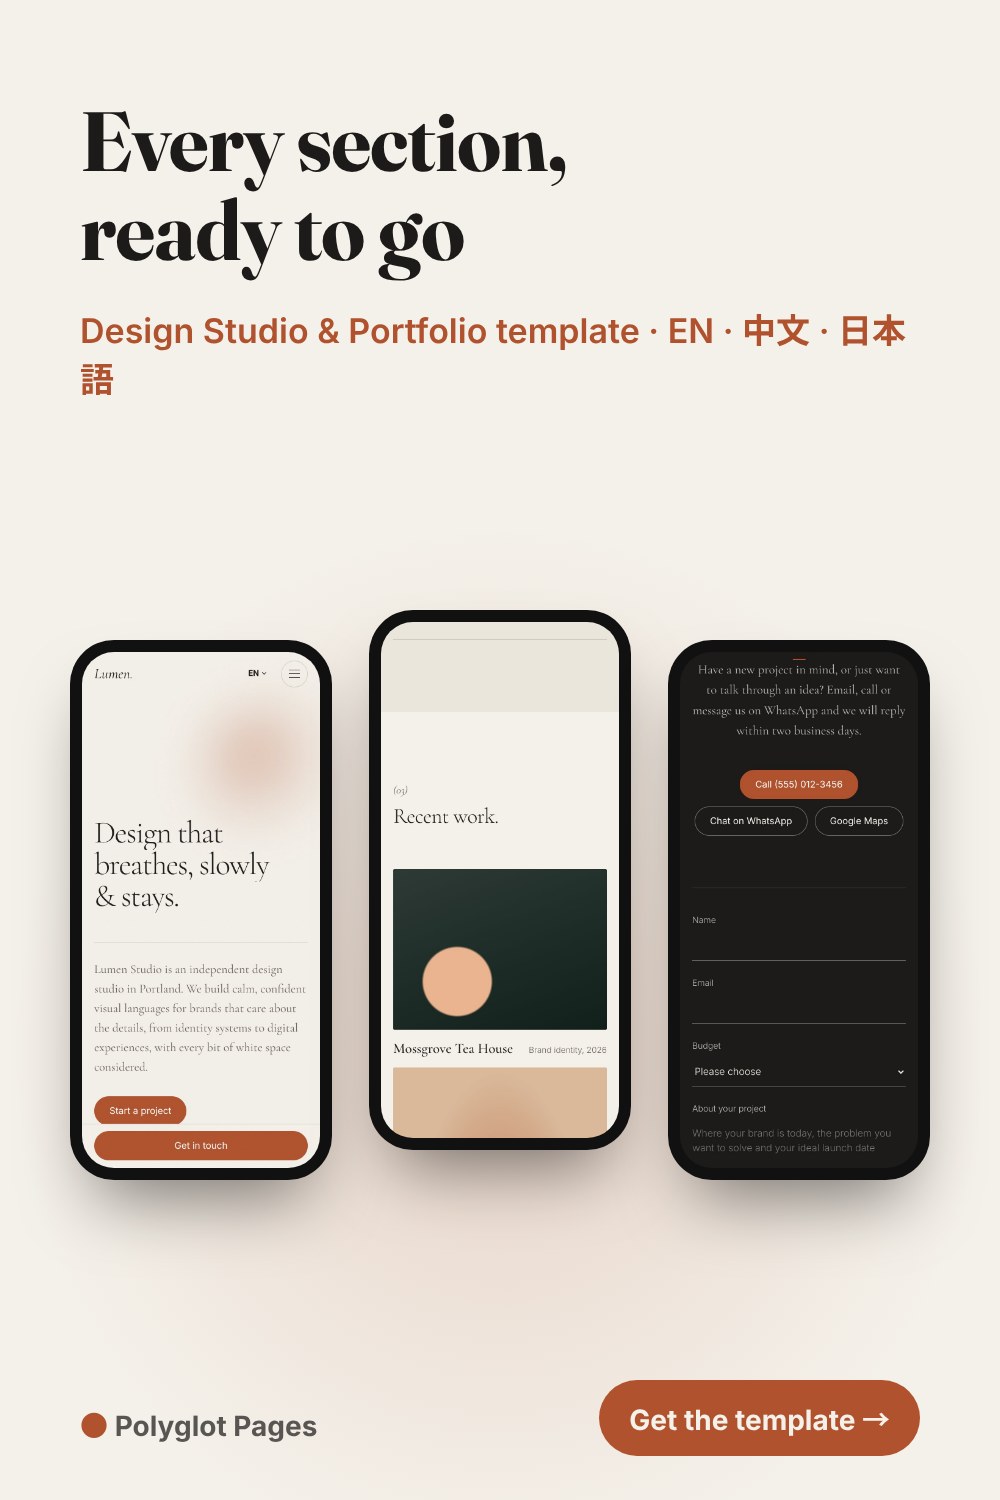 Every section,
ready to go
Design Studio & Portfolio template · EN · 中文 · 日本
語
Lumen.
EN
Design that
breathes, slowly
& stays.
Lumen Studio is an independent design
studio in Portland. We build calm, confident
visual languages for brands that care about
the details, from identity systems to digital
experiences, with every bit of white space
considered.
Start a project
Get in touch
(03)
Recent work.
Mossgrove Tea House
Brand identity, 2026
Have a new project in mind, or just want
to talk through an idea? Email, call or
message us on WhatsApp and we will reply
within two business days.
Call (555) 012-3456
Chat on WhatsApp
Google Maps
Name
Email
Budget
Please choose
About your project
Where your brand is today, the problem you
want to solve and your ideal launch date
Polyglot Pages
Get the template →